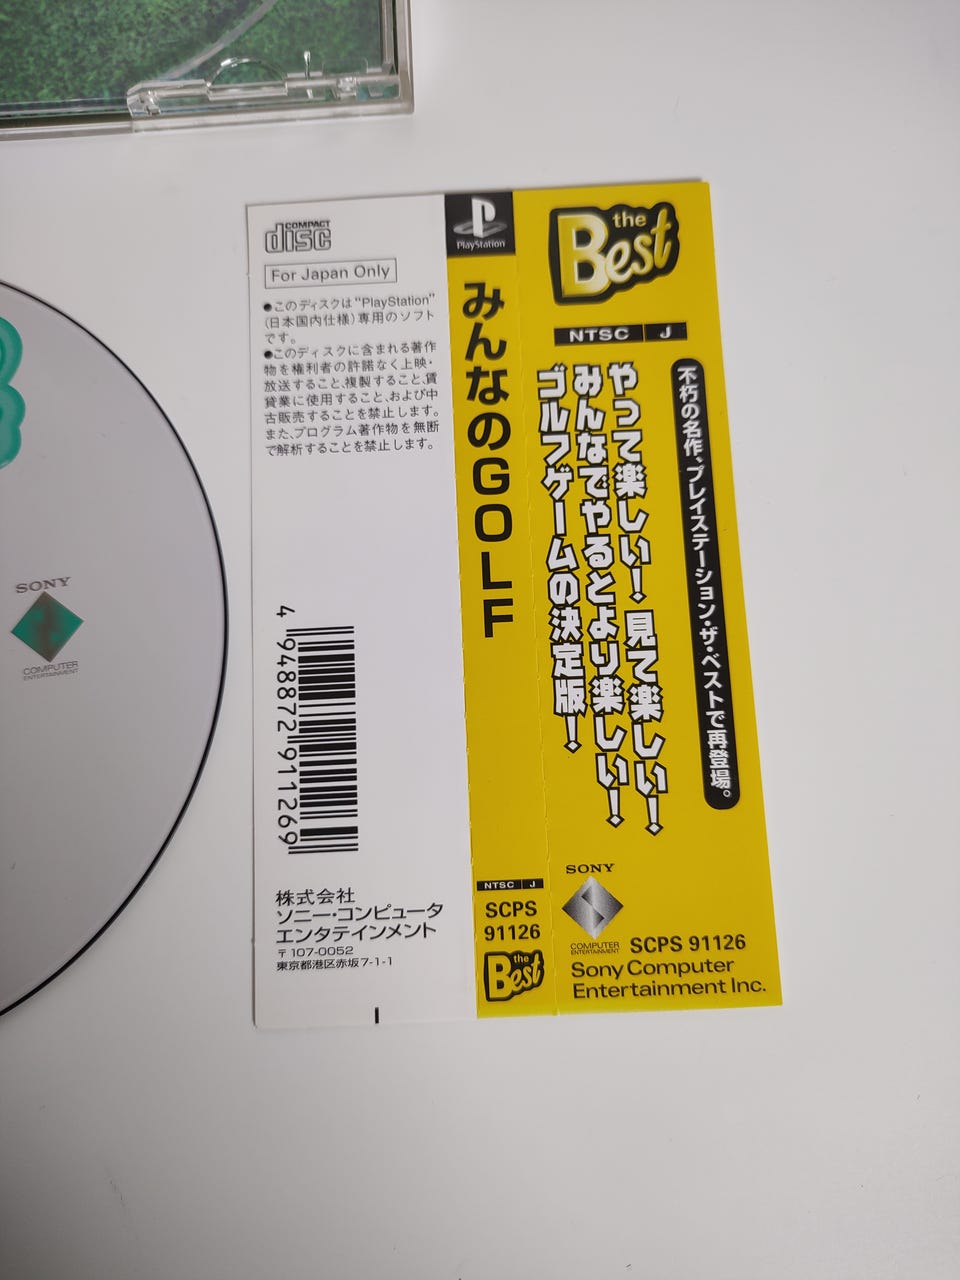 SONY
COMPUTER
ENTERTAINMENT
COMPACT
disc
For Japan Only
●このディスクは“PlayStation”
(日本国内仕様)専用のソフト
です。
●このディスクに含まれる著作
物を権利者の許諾なく上映・
放送すること、複製すること、賃
貸業に使用すること、および中
古販売することを禁止します。
また、プログラム著作物を無断
で解析することを禁止します。
4 948872 911269
株式会社
ソニー・コンピュータ
エンタテインメント
〒107-0052
東京都港区赤坂7-1-1
PlayStation
みんなのGOLF
NTSC J
SCPS
91126
the
Best
the
Best
NTSC J
不朽の名作、プレイステーション・ザ・ベストで再登場。
やって楽しい!見て楽しい!
みんなでやるとより楽しい!
ゴルフゲームの決定版!
SONY
COMPUTER
ENTERTAINMENT
SCPS 91126
Sony Computer
Entertainment Inc.